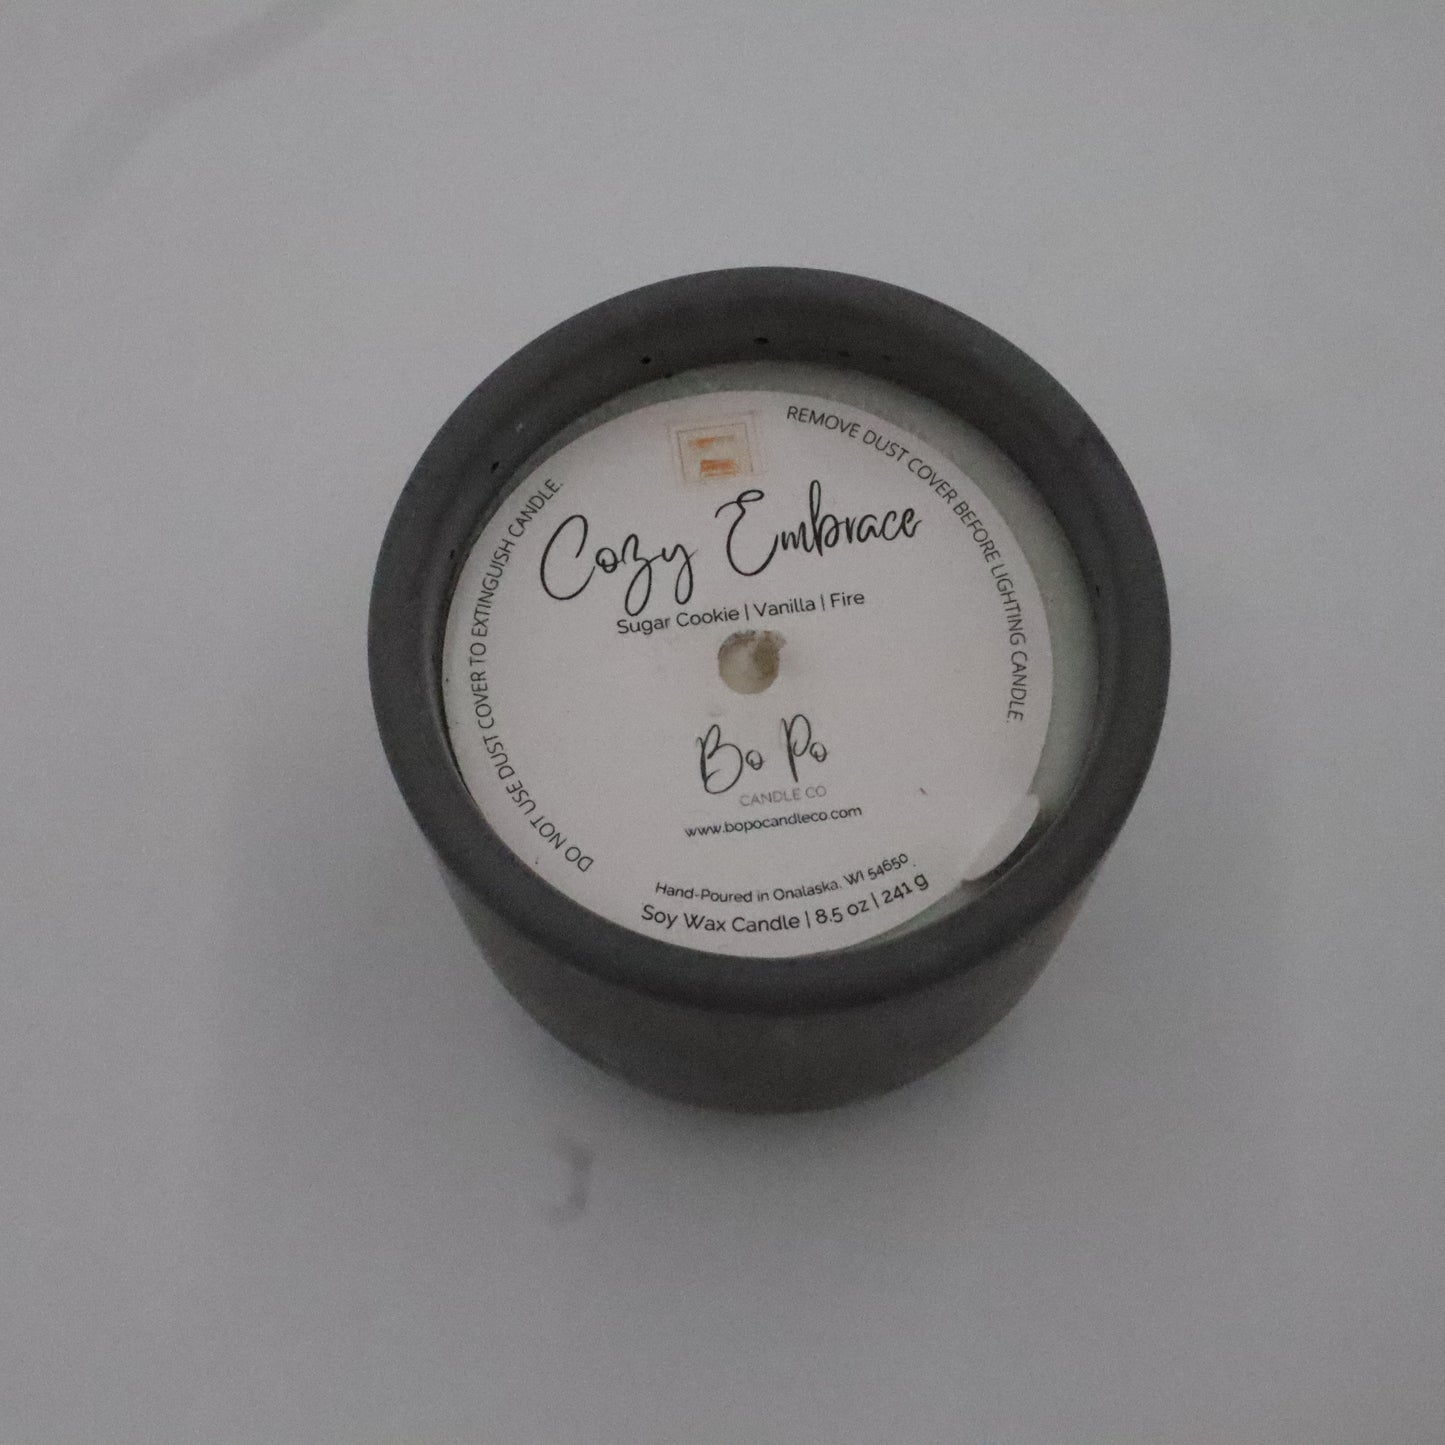 REMOVE DUST COVER BEFORE LIGHTING CANDLE.
Cozy Embrace
Sugar Cookie | Vanilla | Fire
Bo Po
CANDLE CO
www.bopocandleco.com
Hand-Poured in Onalaska, WI 54650
Soy Wax Candle | 8.5 oz | 241 g
DO NOT USE DUST COVER TO EXTINGUISH CANDLE.